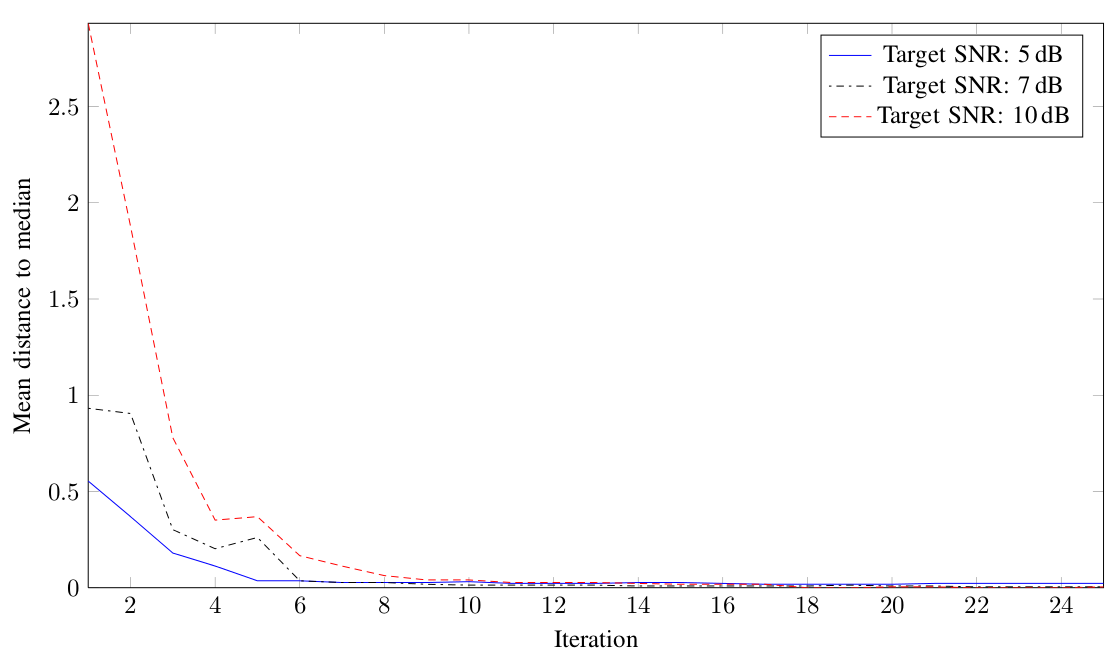 Target SNR: 5 dB
Target SNR: 7 dB
Target SNR: 10 dB
2.5
2
1.5
1
0.5
0
Mean distance to median
2 4 6 8 10 12 14 16 18 20 22 24
Iteration